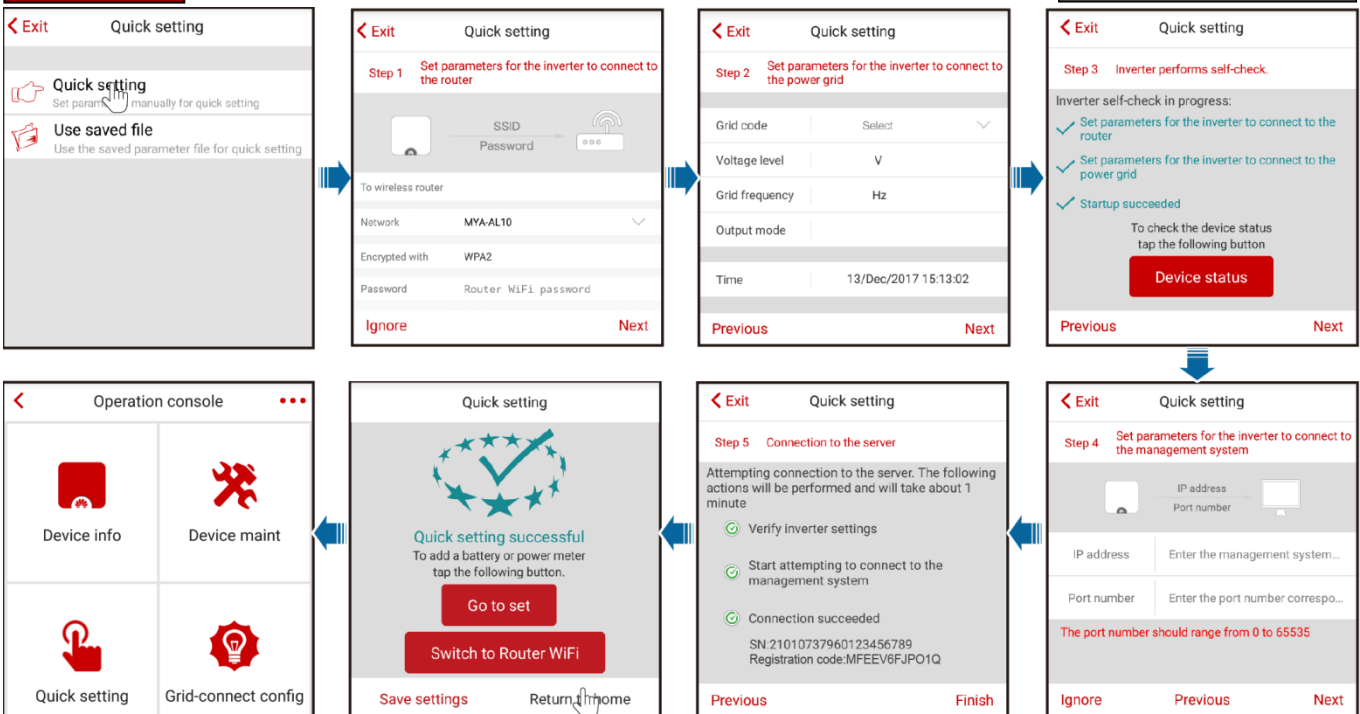 Exit
Quick setting
Quick setting
Set parameters manually for quick setting
Use saved file
Use the saved parameter file for quick setting
Exit
Quick setting
Step 1
Set parameters for the inverter to connect to
the router
SSID
Password
To wireless router
Network
MYA-AL10
Encrypted with
WPA2
Password
Router WiFi password
Ignore
Next
Exit
Quick setting
Step 2
Set parameters for the inverter to connect to
the power grid
Grid code
Select
Voltage level
V
Grid frequency
Hz
Output mode
Time
13/Dec/2017 15:13:02
Previous
Next
Exit
Quick setting
Step 3
Inverter performs self-check.
Inverter self-check in progress:
Set parameters for the inverter to connect to the
router
Set parameters for the inverter to connect to the
power grid
Startup succeeded
To check the device status
tap the following button
Device status
Previous
Next
Exit
Quick setting
Step 4
Set parameters for the inverter to connect to
the management system
IP address
Port number
IP address
Enter the management system...
Port number
Enter the port number correspo...
The port number should range from 0 to 65535
Ignore
Previous
Next
Exit
Quick setting
Step 5
Connection to the server
Attempting connection to the server. The following
actions will be performed and will take about 1
minute
Verify inverter settings
Start attempting to connect to the
management system
Connection succeeded
SN:21010737960123456789
Registration code:MFEEV6FJPO1Q
Previous
Finish
Quick setting
Quick setting successful
To add a battery or power meter
tap the following button.
Go to set
Switch to Router WiFi
Save settings
Return to home
Operation console
Device info
Device maint
Quick setting
Grid-connect config